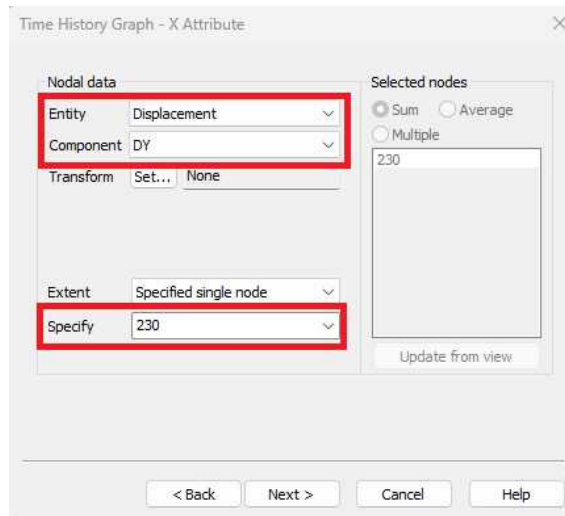 Time History Graph - X Attribute
Nodal data
Entity Displacement
Component DY
Transform Set... None
Extent Specified single node
Specify 230
Selected nodes
Sum Average
Multiple
230
Update from view
< Back Next > Cancel Help